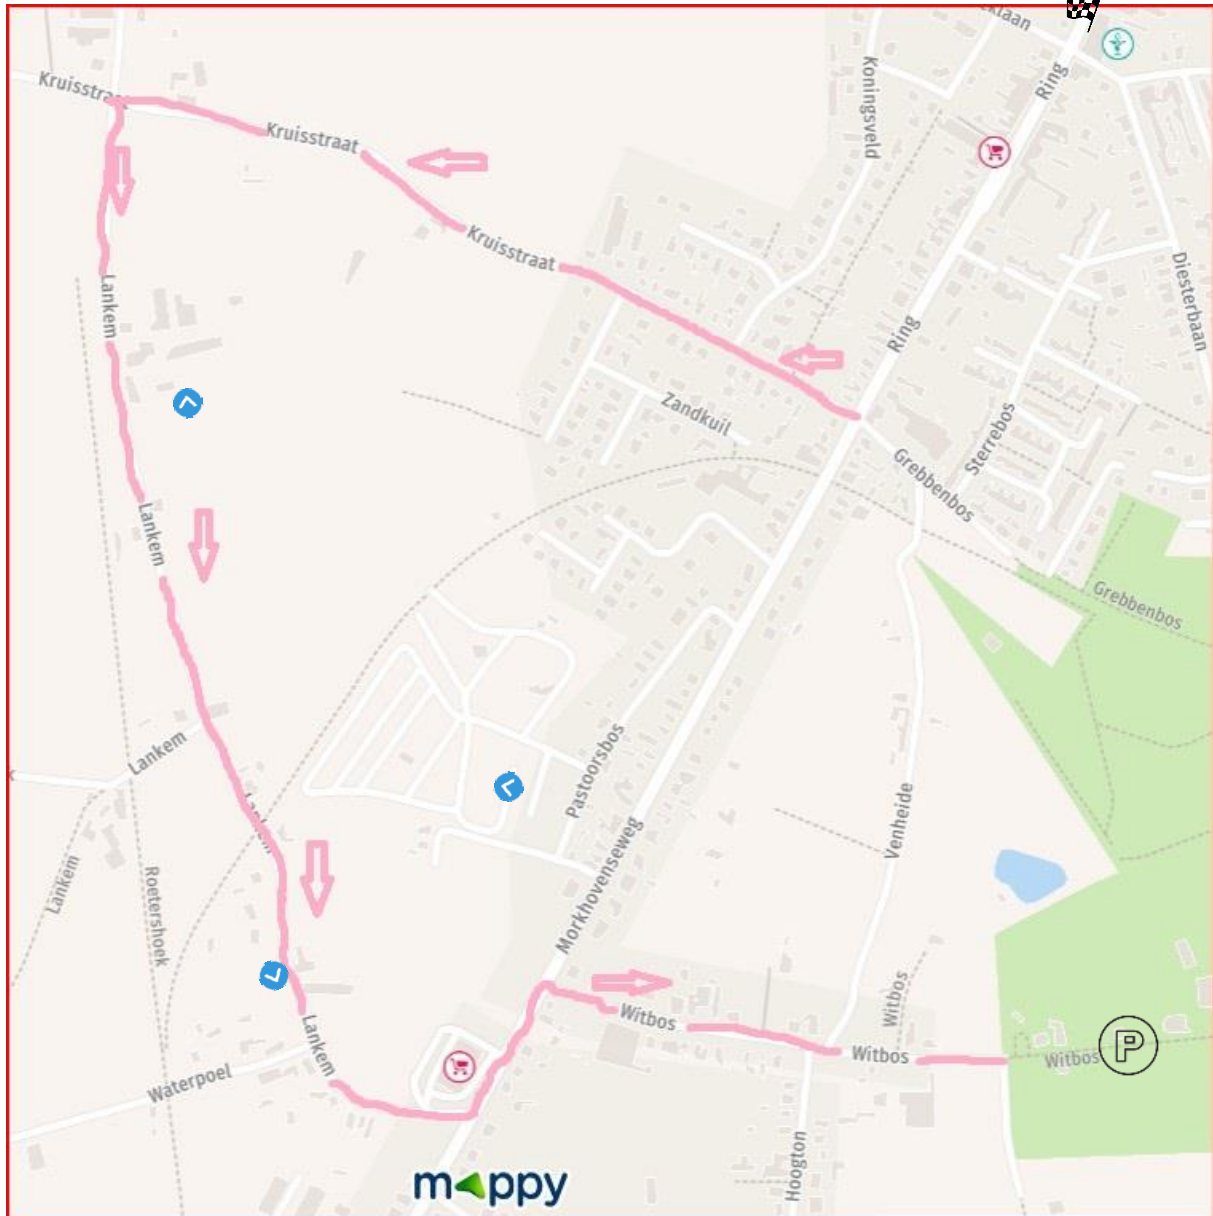 Ring
Koningsveld
Kruisstraat
Kruisstraat
Kruisstraat
Lankem
Ring
Diesterbaan
Zandkuil
Sterrebos
Grebbenbos
Lankem
Grebbenbos
Lankem
Pastoorsbos
Venheide
Lankem
Lankem
Roetershoek
Morkhovenseweg
Witbos
Witbos
Witbos
Witbos
P
Lankem
Waterpoel
Hoogton
mappy